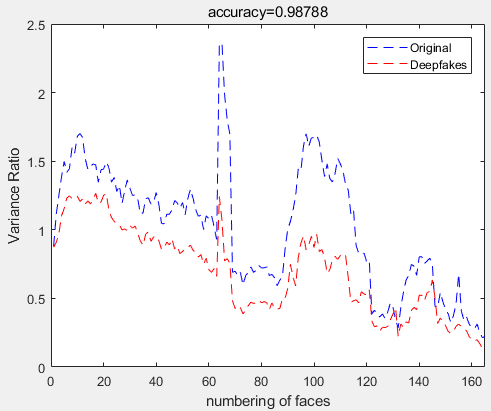 accuracy=0.98788
2.5
2
1.5
1
0.5
0
Variance Ratio
Original
Deepfakes
0 20 40 60 80 100 120 140 160
numbering of faces